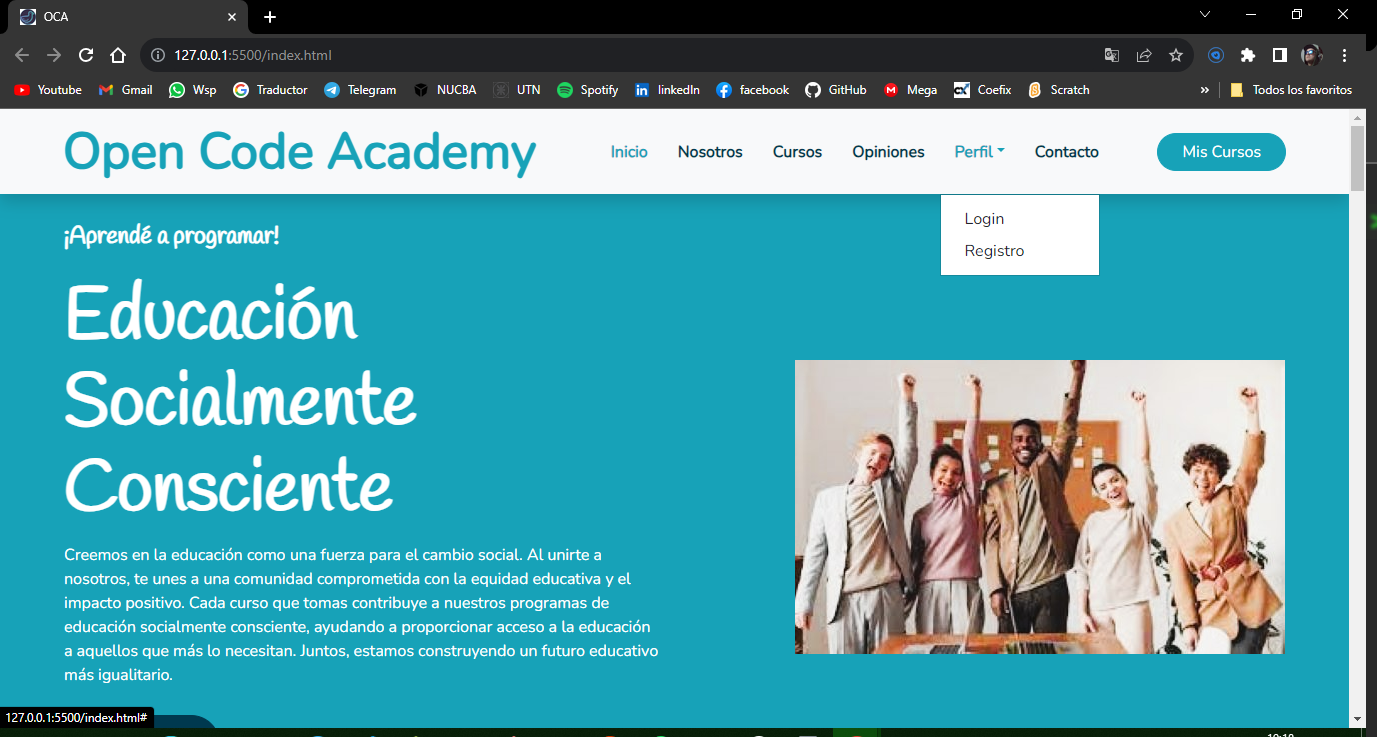 OCA
127.0.0.1:5500/index.html
Youtube Gmail Wsp Traductor Telegram NUCBA UTN Spotify linkedIn facebook GitHub Mega Coefix Scratch » Todos los favoritos
Open Code Academy
Inicio Nosotros Cursos Opiniones Perfil Contacto Mis Cursos
Login
Registro
¡Aprendé a programar!
Educación
Socialmente
Consciente
Creemos en la educación como una fuerza para el cambio social. Al unirte a
nosotros, te unes a una comunidad comprometida con la equidad educativa y el
impacto positivo. Cada curso que tomas contribuye a nuestros programas de
educación socialmente consciente, ayudando a proporcionar acceso a la educación
a aquellos que más lo necesitan. Juntos, estamos construyendo un futuro educativo
más igualitario.
127.0.0.1:5500/index.html#